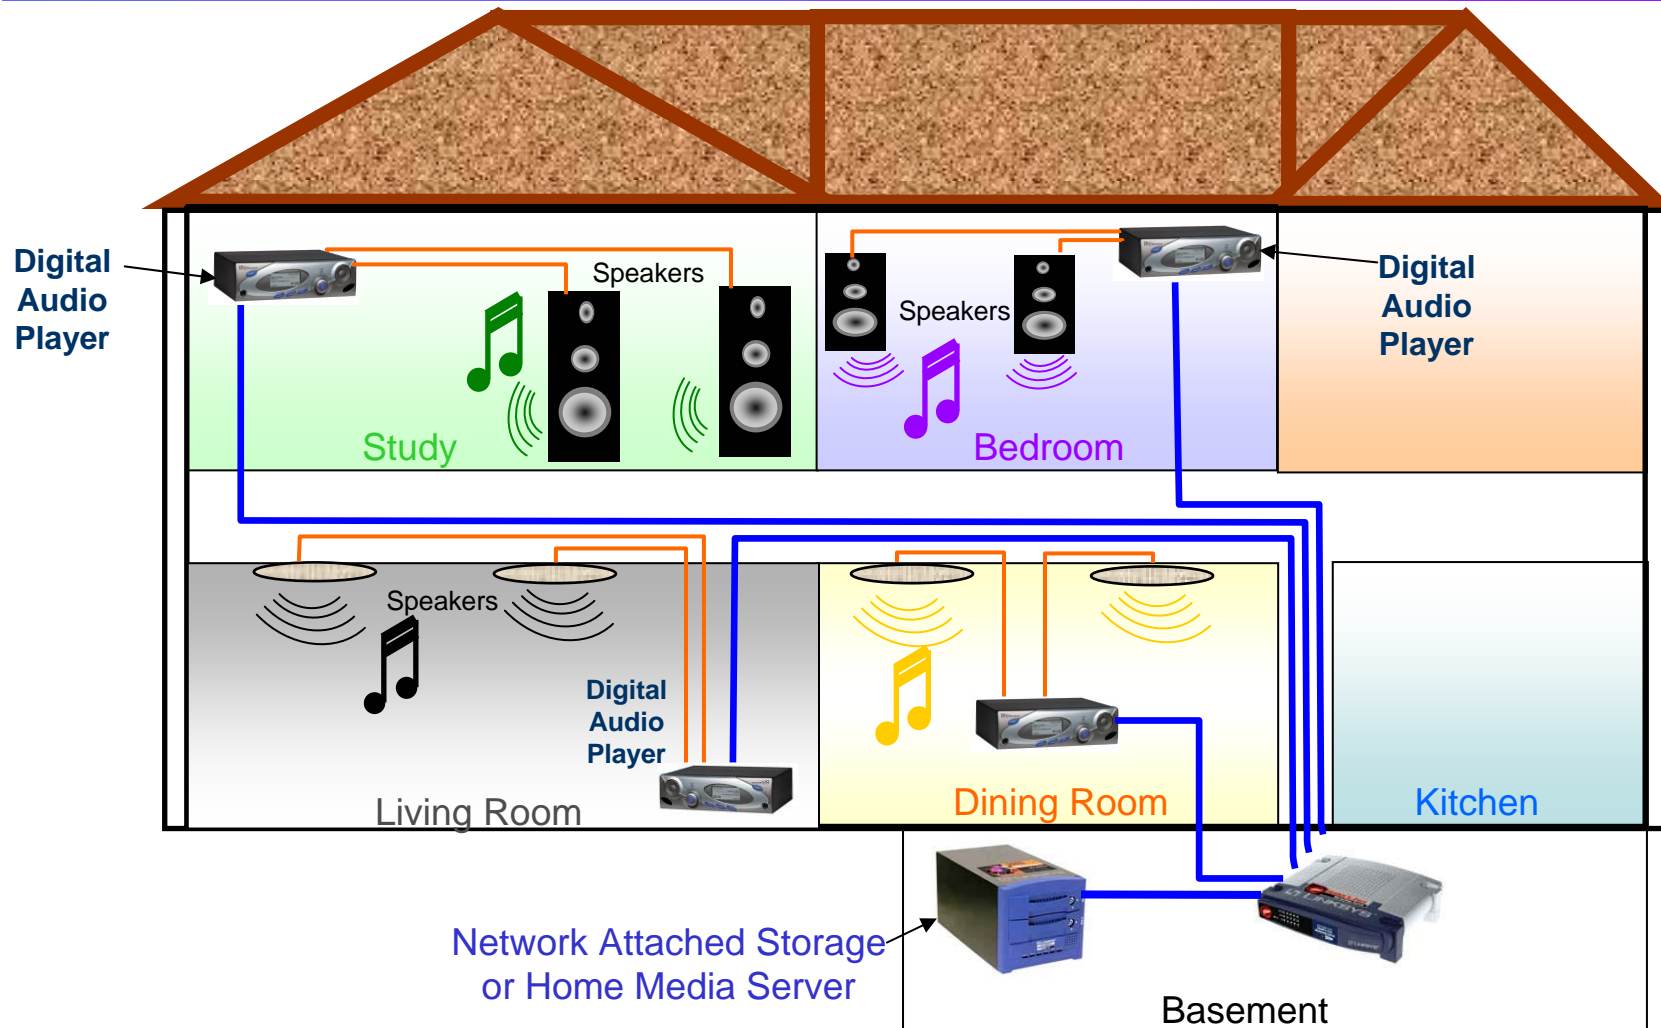 Digital
Audio
Player
Speakers
Study
Speakers
Bedroom
Digital
Audio
Player
Speakers
Digital
Audio
Player
Living Room
Dining Room
Kitchen
LINKSYS
Network Attached Storage
or Home Media Server
Basement